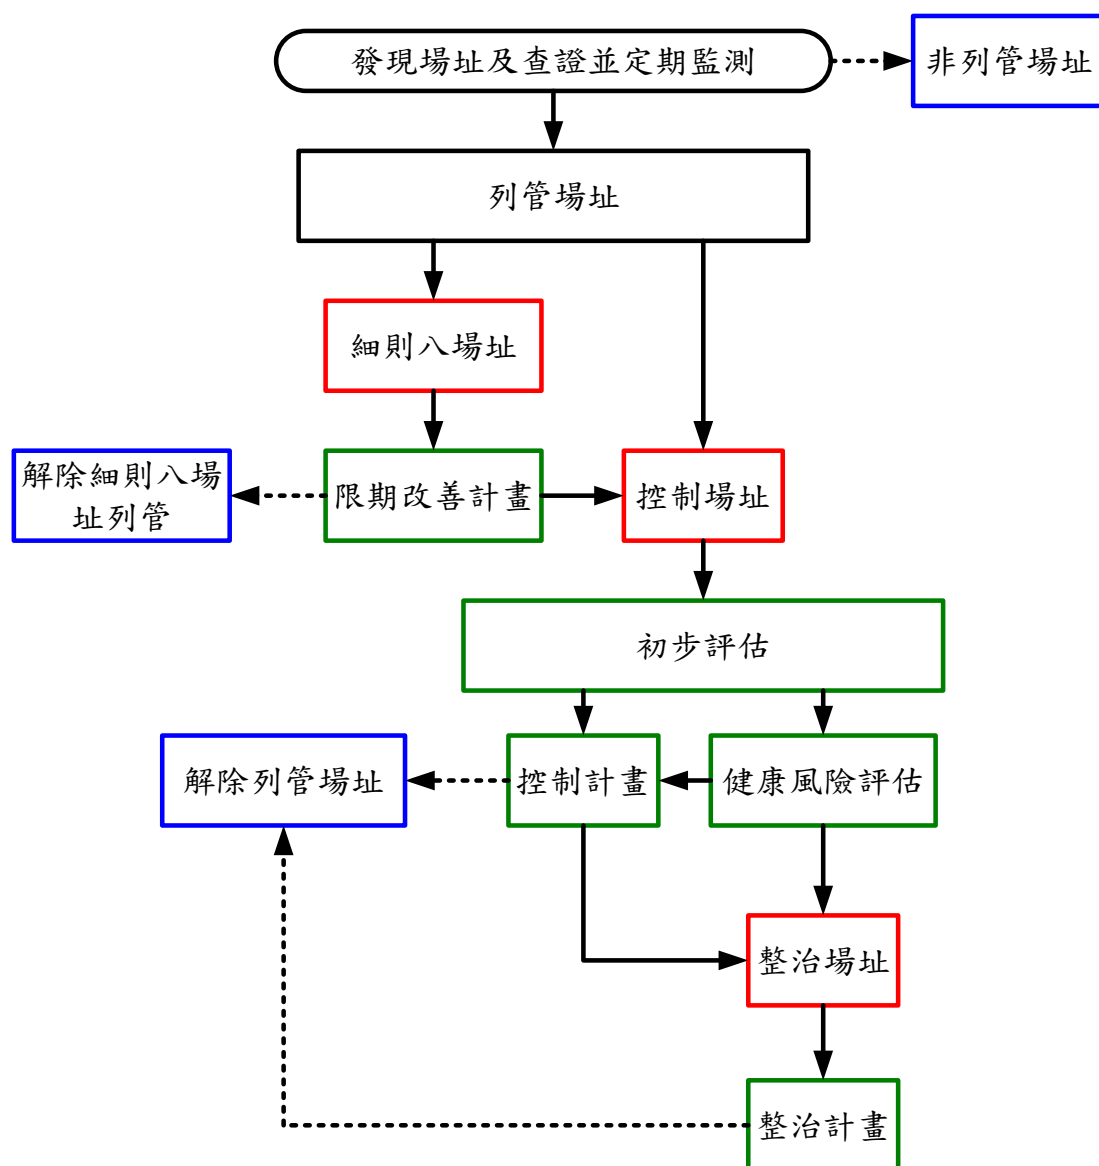 發現場址及查證並定期監測
非列管場址
列管場址
細則八場址
解除細則八場
址列管
限期改善計畫
控制場址
初步評估
解除列管場址
控制計畫
健康風險評估
整治場址
整治計畫